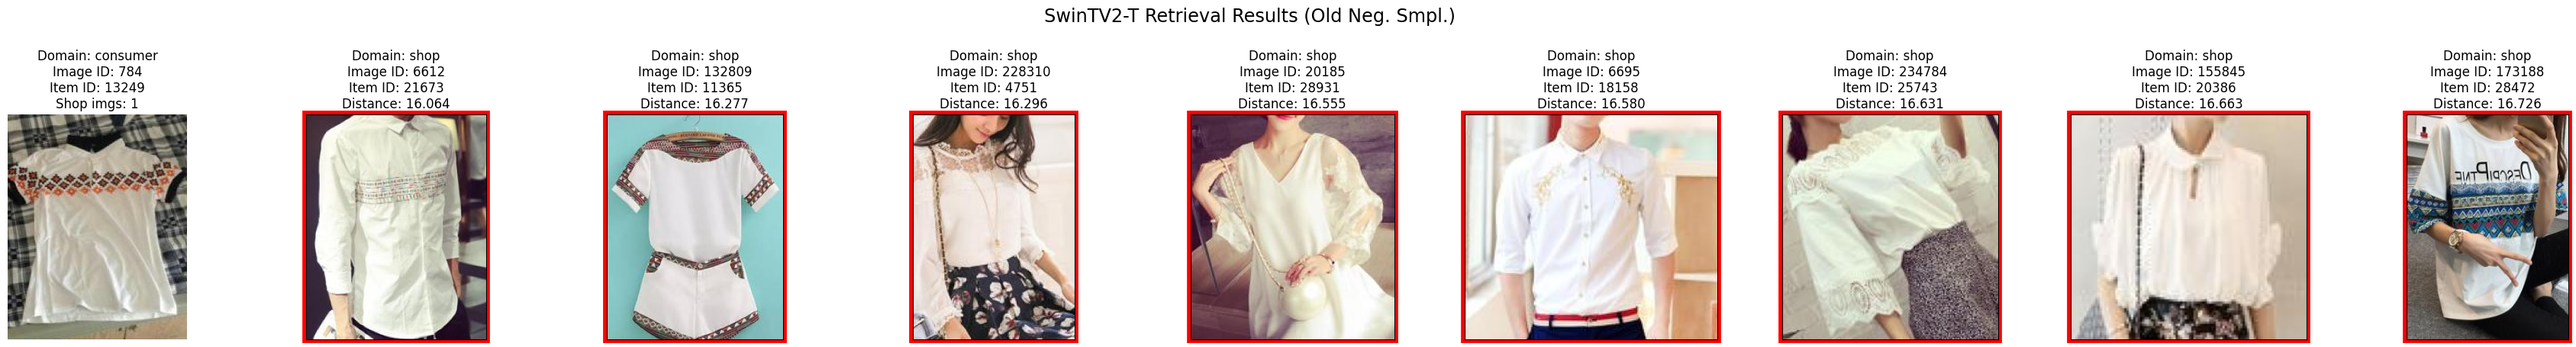 SwinTV2-T Retrieval Results (Old Neg. Smpl.)
Domain: consumer
Image ID: 784
Item ID: 13249
Shop imgs: 1
Domain: shop
Image ID: 6612
Item ID: 21673
Distance: 16.064
Domain: shop
Image ID: 132809
Item ID: 11365
Distance: 16.277
Domain: shop
Image ID: 228310
Item ID: 4751
Distance: 16.296
Domain: shop
Image ID: 20185
Item ID: 28931
Distance: 16.555
Domain: shop
Image ID: 6695
Item ID: 18158
Distance: 16.580
Domain: shop
Image ID: 234784
Item ID: 25743
Distance: 16.631
Domain: shop
Image ID: 155845
Item ID: 20386
Distance: 16.663
Domain: shop
Image ID: 173188
Item ID: 28472
Distance: 16.726